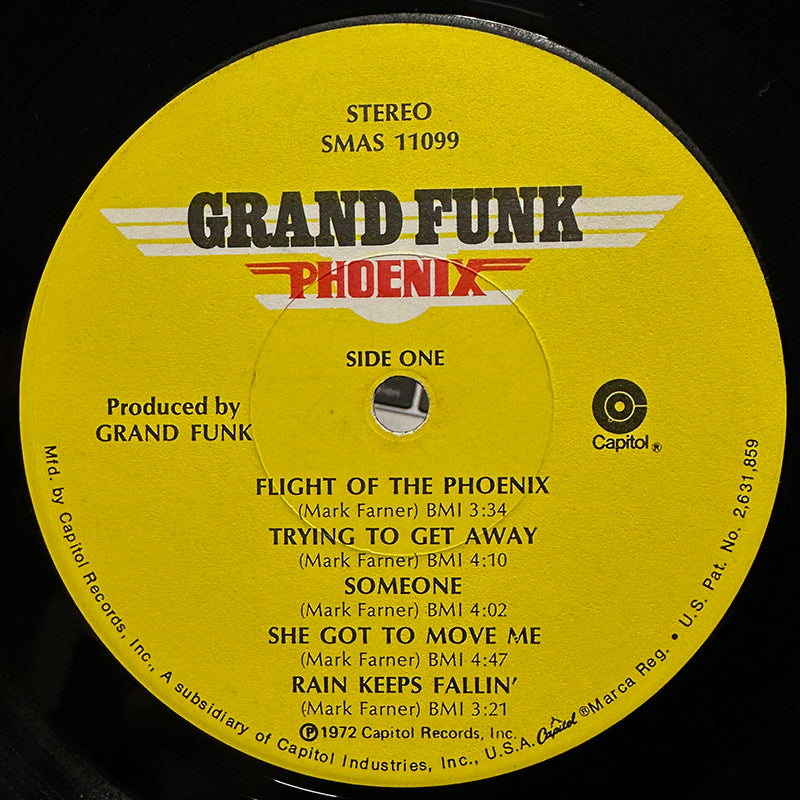 STEREO
SMAS 11099
GRAND FUNK
PHOENIX
SIDE ONE
Produced by
GRAND FUNK
Capitol®
FLIGHT OF THE PHOENIX
(Mark Farner) BMI 3:34
TRYING TO GET AWAY
(Mark Farner) BMI 4:10
SOMEONE
(Mark Farner) BMI 4:02
SHE GOT TO MOVE ME
(Mark Farner) BMI 4:47
RAIN KEEPS FALLIN'
(Mark Farner) BMI 3:21
Ⓟ1972 Capitol Records, Inc.
Mfd. by Capitol Records, Inc., A subsidiary of Capitol Industries, Inc., U.S.A. Capitol ®Marca Reg. • U.S. Pat. No. 2,631,859